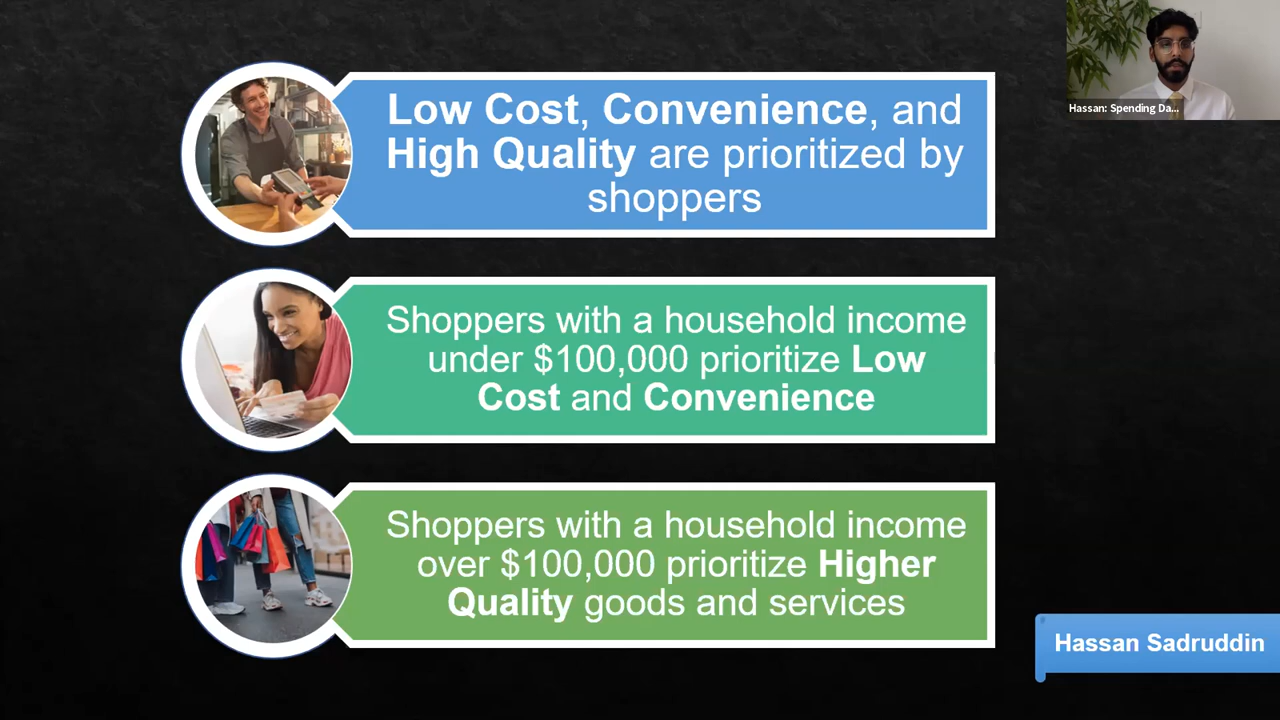 Low Cost, Convenience, and
High Quality are prioritized by
shoppers
Shoppers with a household income
under $100,000 prioritize Low
Cost and Convenience
Shoppers with a household income
over $100,000 prioritize Higher
Quality goods and services
Hassan: Spending Da...
Hassan Sadruddin